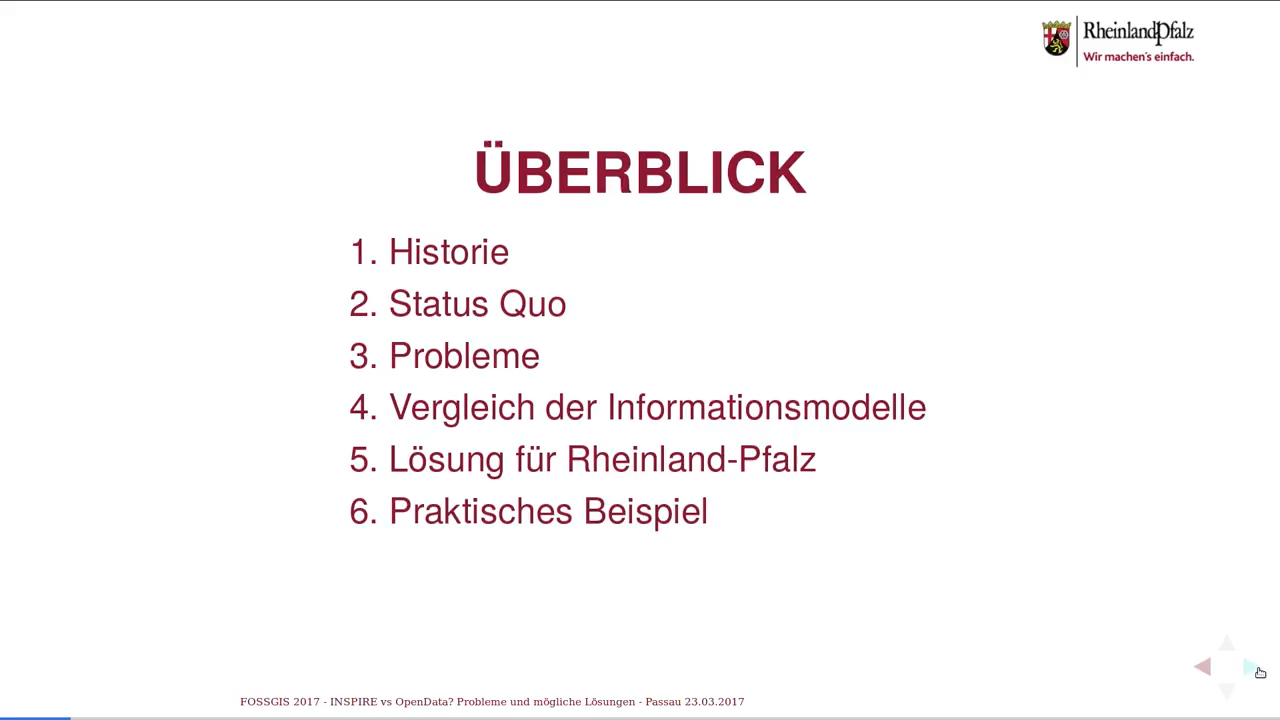 RheinlandPfalz
Wir machen's einfach.
ÜBERBLICK
1. Historie
2. Status Quo
3. Probleme
4. Vergleich der Informationsmodelle
5. Lösung für Rheinland-Pfalz
6. Praktisches Beispiel
FOSSGIS 2017 - INSPIRE vs OpenData? Probleme und mögliche Lösungen - Passau 23.03.2017